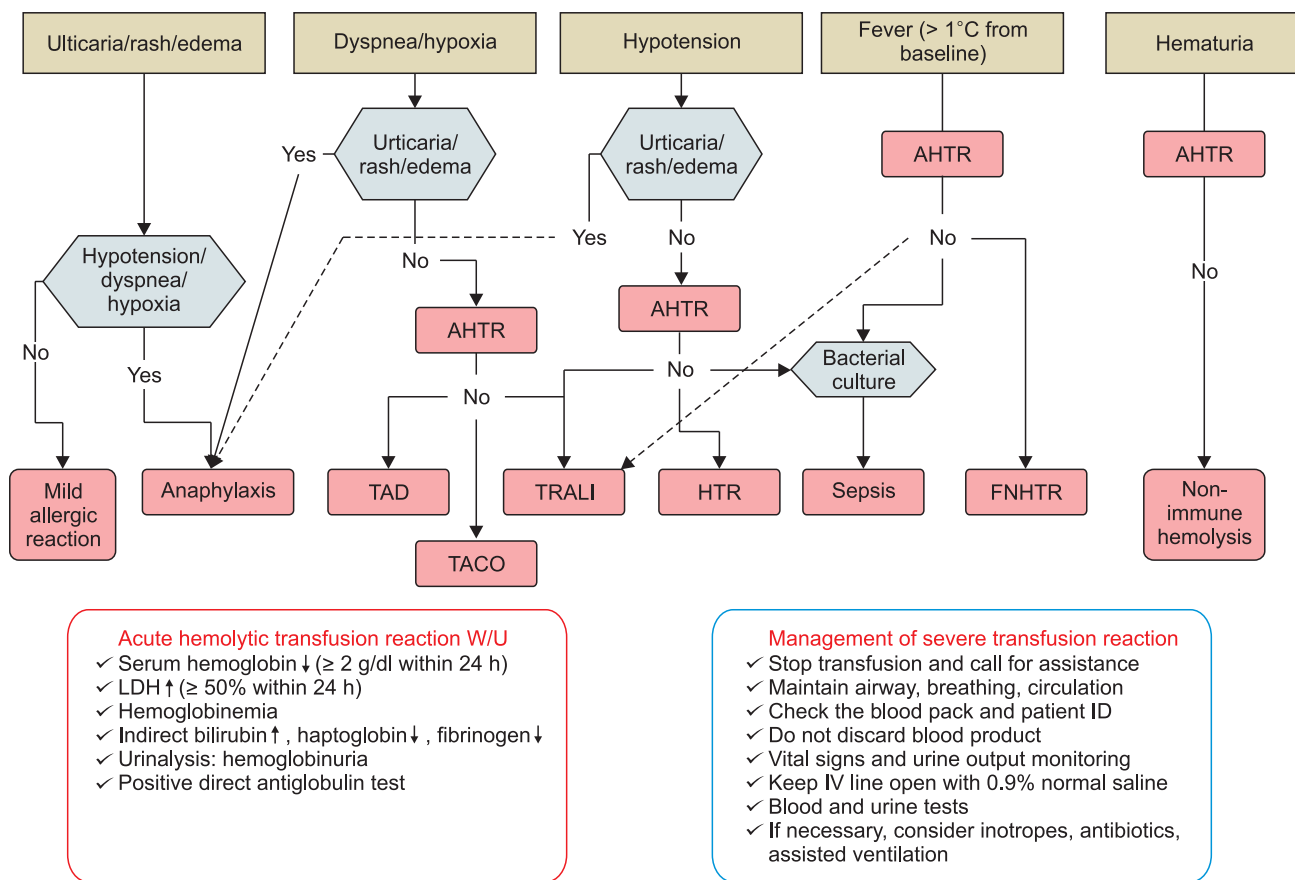 Ulticaria/rash/edema
Dyspnea/hypoxia
Hypotension
Fever (> 1°C from
baseline)
Hematuria
Yes
Urticaria/
rash/edema
Urticaria/
rash/edema
AHTR
AHTR
Hypotension/
dyspnea/
hypoxia
No
Yes
No
No
No
AHTR
AHTR
No
Yes
No
No
Bacterial
culture
No
Mild
allergic
reaction
Anaphylaxis
TAD
TRALI
HTR
Sepsis
FNHTR
Non-
immune
hemolysis
TACO
Acute hemolytic transfusion reaction W/U
✓ Serum hemoglobin ↓ (≥ 2 g/dl within 24 h)
✓ LDH ↑ (≥ 50% within 24 h)
✓ Hemoglobinemia
✓ Indirect bilirubin ↑ , haptoglobin ↓ , fibrinogen ↓
✓ Urinalysis: hemoglobinuria
✓ Positive direct antiglobulin test
Management of severe transfusion reaction
✓ Stop transfusion and call for assistance
✓ Maintain airway, breathing, circulation
✓ Check the blood pack and patient ID
✓ Do not discard blood product
✓ Vital signs and urine output monitoring
✓ Keep IV line open with 0.9% normal saline
✓ Blood and urine tests
✓ If necessary, consider inotropes, antibiotics,
assisted ventilation